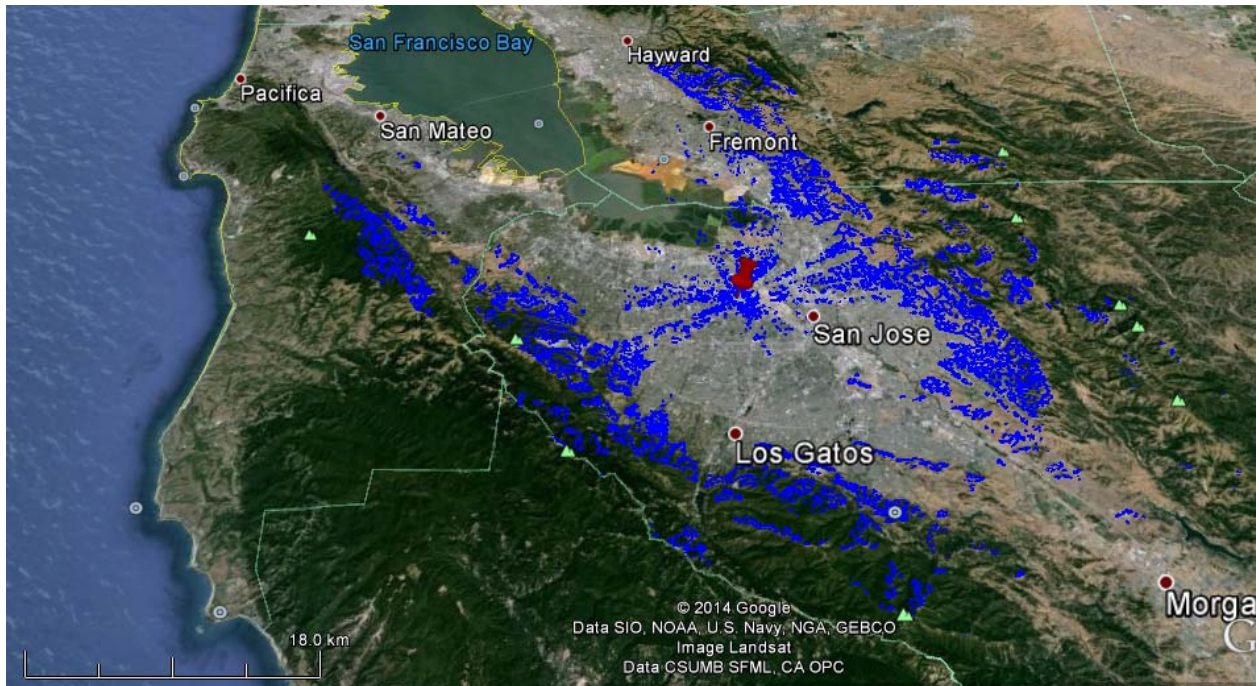 San Francisco Bay
Hayward
Pacifica
San Mateo
Fremont
San Jose
Los Gatos
Morga
G
© 2014 Google
Data SIO, NOAA, U.S. Navy, NGA, GEBCO
Image Landsat
Data CSUMB SFML, CA OPC
18.0 km